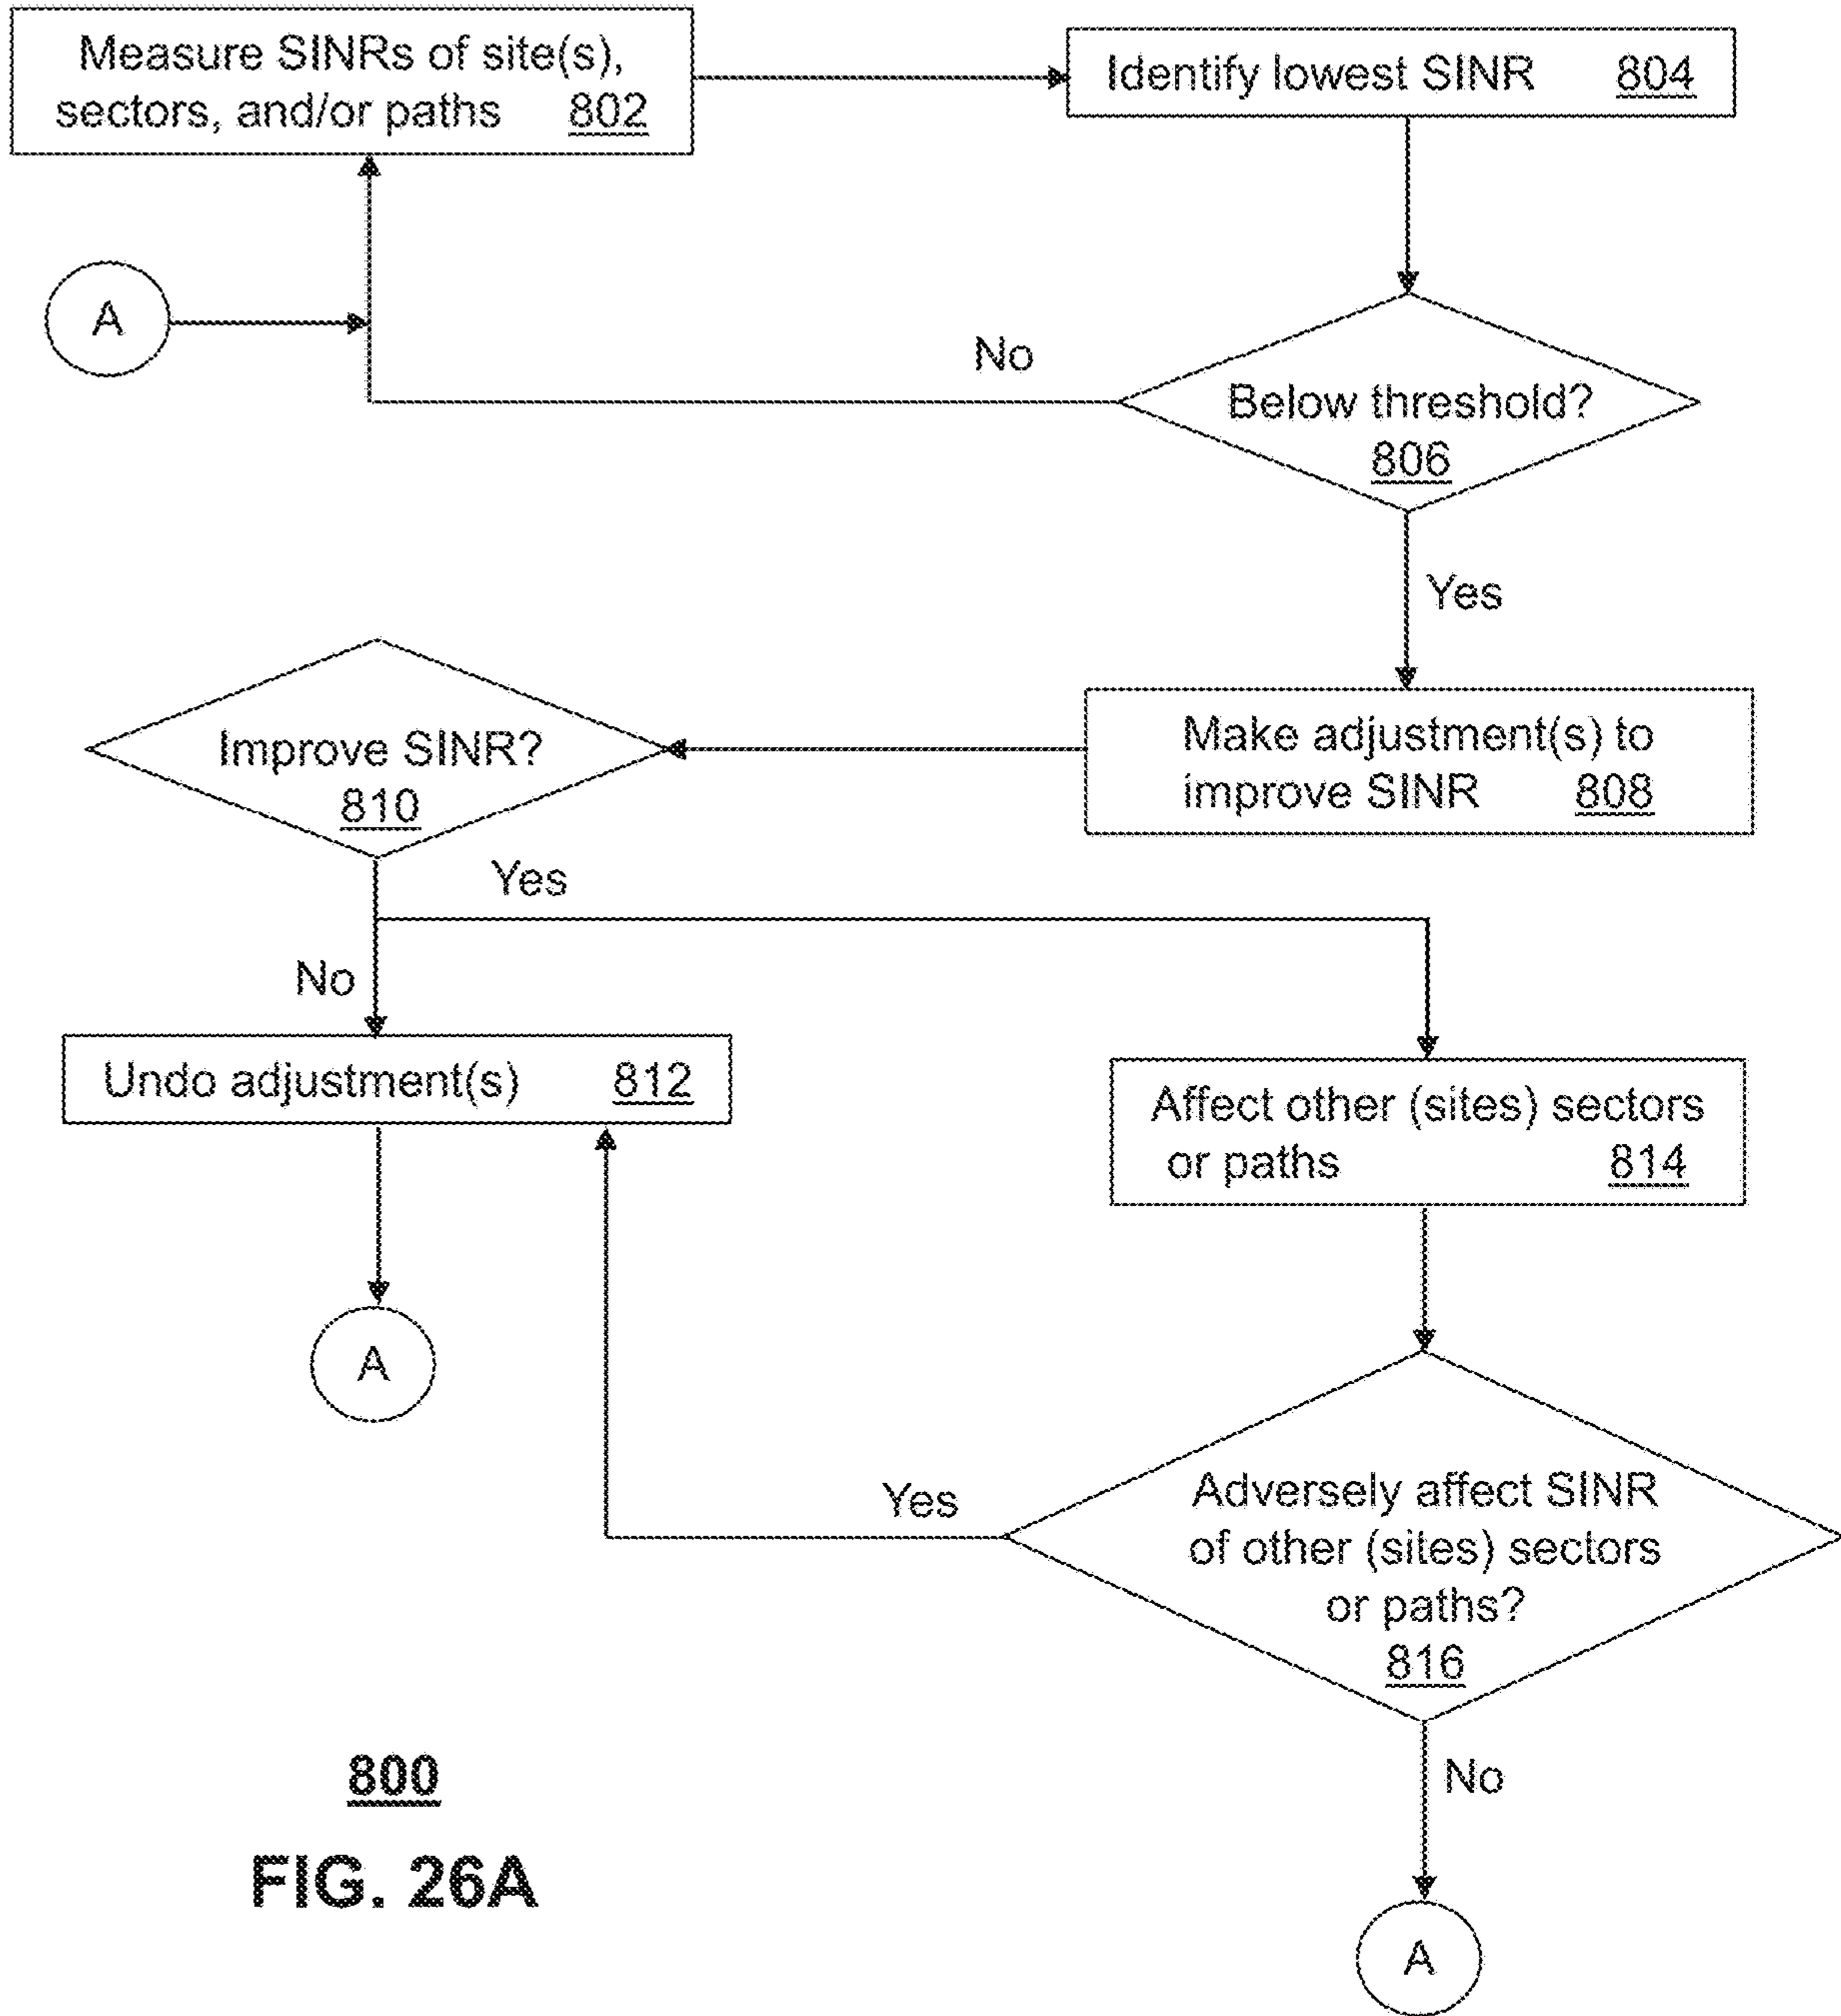 Measure SINRs of site(s),
sectors, and/or paths 802
Identify lowest SINR 804
A
No
Below threshold?
806
Yes
Improve SINR?
810
Make adjustment(s) to
improve SINR 808
Yes
No
Undo adjustment(s) 812
Affect other (sites) sectors
or paths 814
A
Yes
Adversely affect SINR
of other (sites) sectors
or paths?
816
No
800
FIG. 26A
A